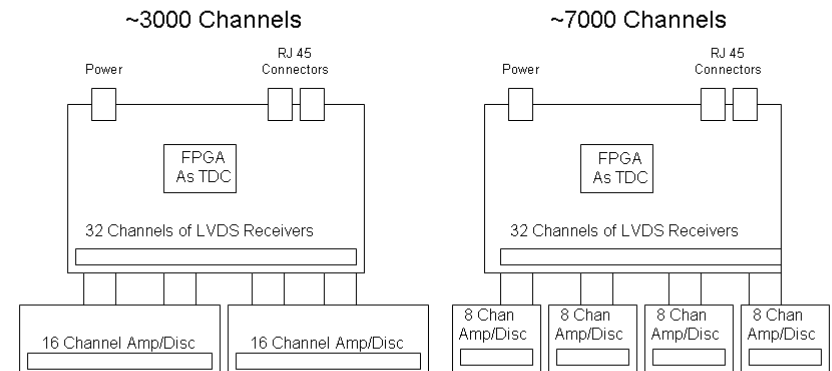 ~3000 Channels
Power
RJ 45
Connectors
FPGA
As TDC
32 Channels of LVDS Receivers
16 Channel Amp/Disc
16 Channel Amp/Disc
~7000 Channels
Power
RJ 45
Connectors
FPGA
As TDC
32 Channels of LVDS Receivers
8 Chan
Amp/Disc
8 Chan
Amp/Disc
8 Chan
Amp/Disc
8 Chan
Amp/Disc